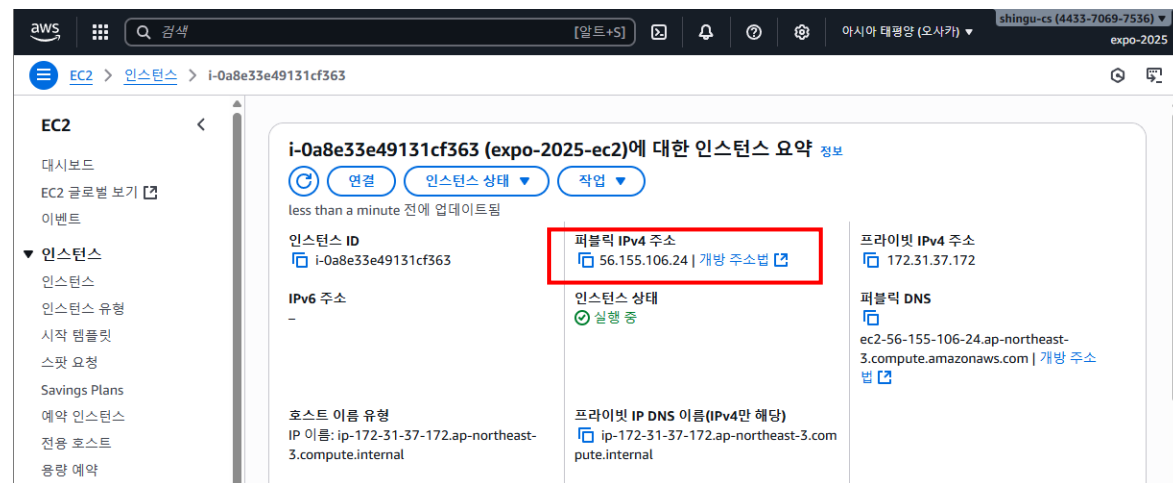 aws
검색
[알트+S]
아시아 태평양 (오사카) ▼
shingu-cs (4433-7069-7536) ▼
expo-2025
EC2 > 인스턴스 > i-0a8e33e49131cf363
EC2
대시보드
EC2 글로벌 보기
이벤트
▼ 인스턴스
인스턴스
인스턴스 유형
시작 템플릿
스팟 요청
Savings Plans
예약 인스턴스
전용 호스트
용량 예약
i-0a8e33e49131cf363 (expo-2025-ec2)에 대한 인스턴스 요약 정보
연결
인스턴스 상태 ▼
작업 ▼
less than a minute 전에 업데이트됨
인스턴스 ID
i-0a8e33e49131cf363
퍼블릭 IPv4 주소
56.155.106.24 | 개방 주소법
프라이빗 IPv4 주소
172.31.37.172
IPv6 주소
–
인스턴스 상태
실행 중
퍼블릭 DNS
ec2-56-155-106-24.ap-northeast-
3.compute.amazonaws.com | 개방 주소
법
호스트 이름 유형
IP 이름: ip-172-31-37-172.ap-northeast-
3.compute.internal
프라이빗 IP DNS 이름(IPv4만 해당)
ip-172-31-37-172.ap-northeast-3.com
pute.internal